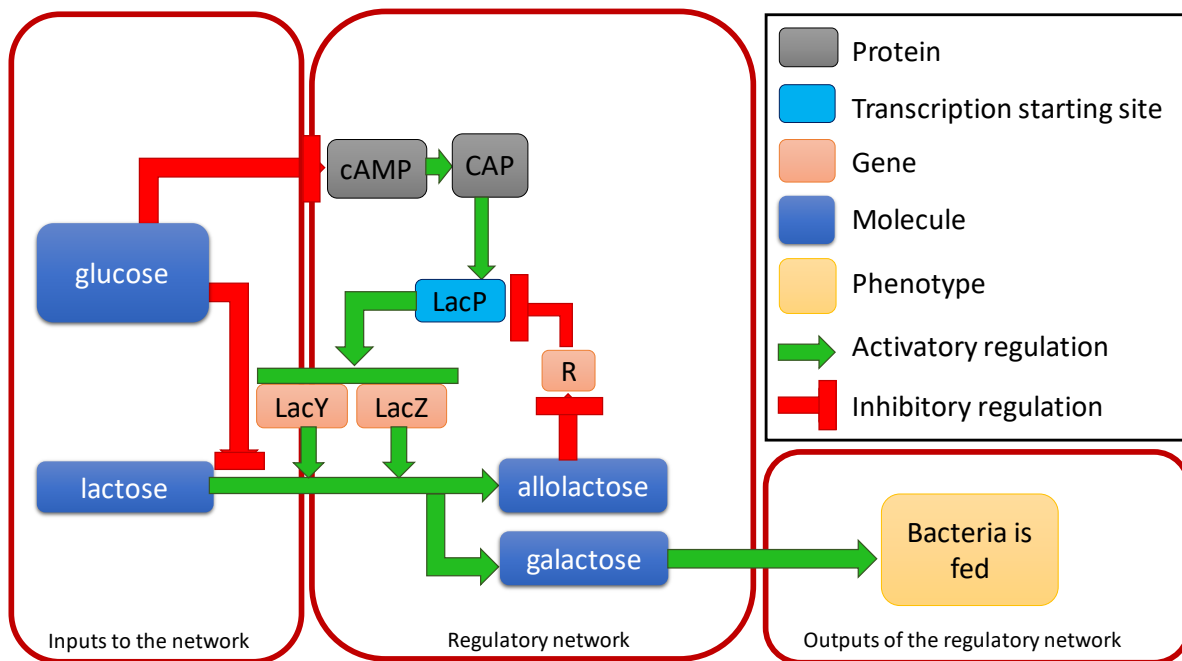 glucose
lactose
Inputs to the network
cAMP
CAP
LacP
R
LacY
LacZ
allolactose
galactose
Regulatory network
Protein
Transcription starting site
Gene
Molecule
Phenotype
Activatory regulation
Inhibitory regulation
Bacteria is
fed
Outputs of the regulatory network